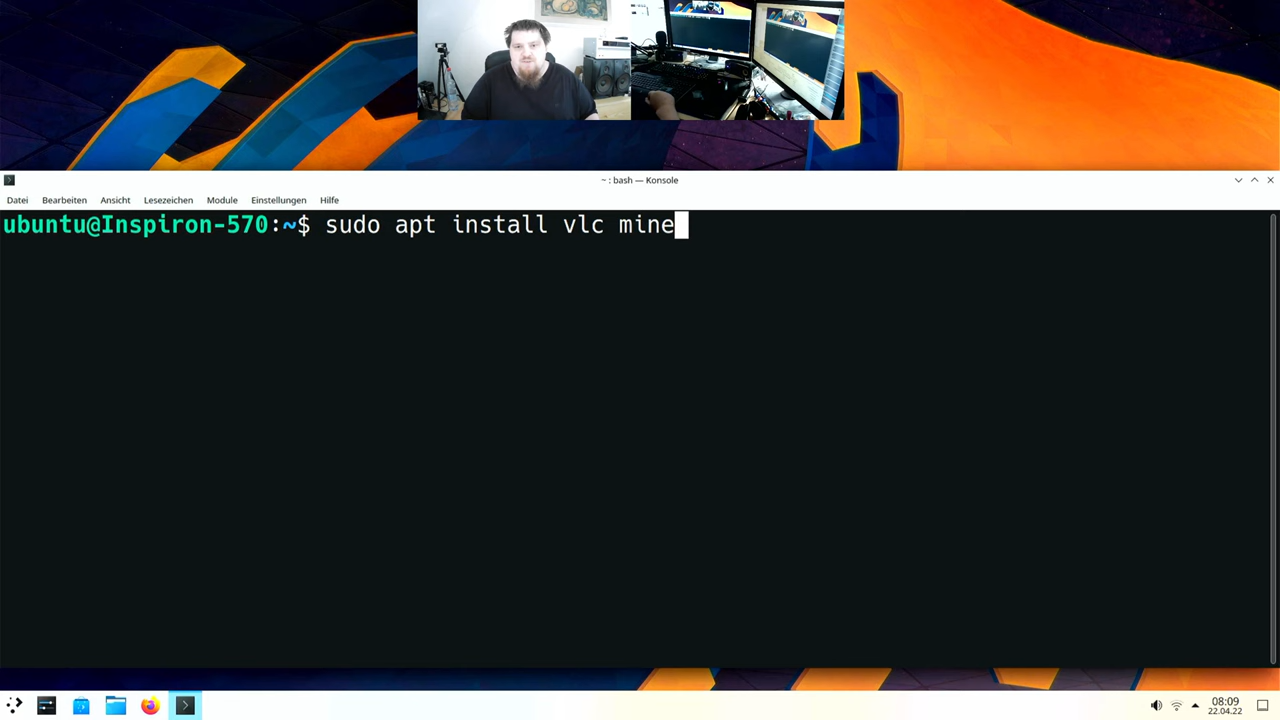 ~ : bash — Konsole
Datei Bearbeiten Ansicht Lesezeichen Module Einstellungen Hilfe
ubuntu@Inspiron-570:~$ sudo apt install vlc mine
08:09
22.04.22